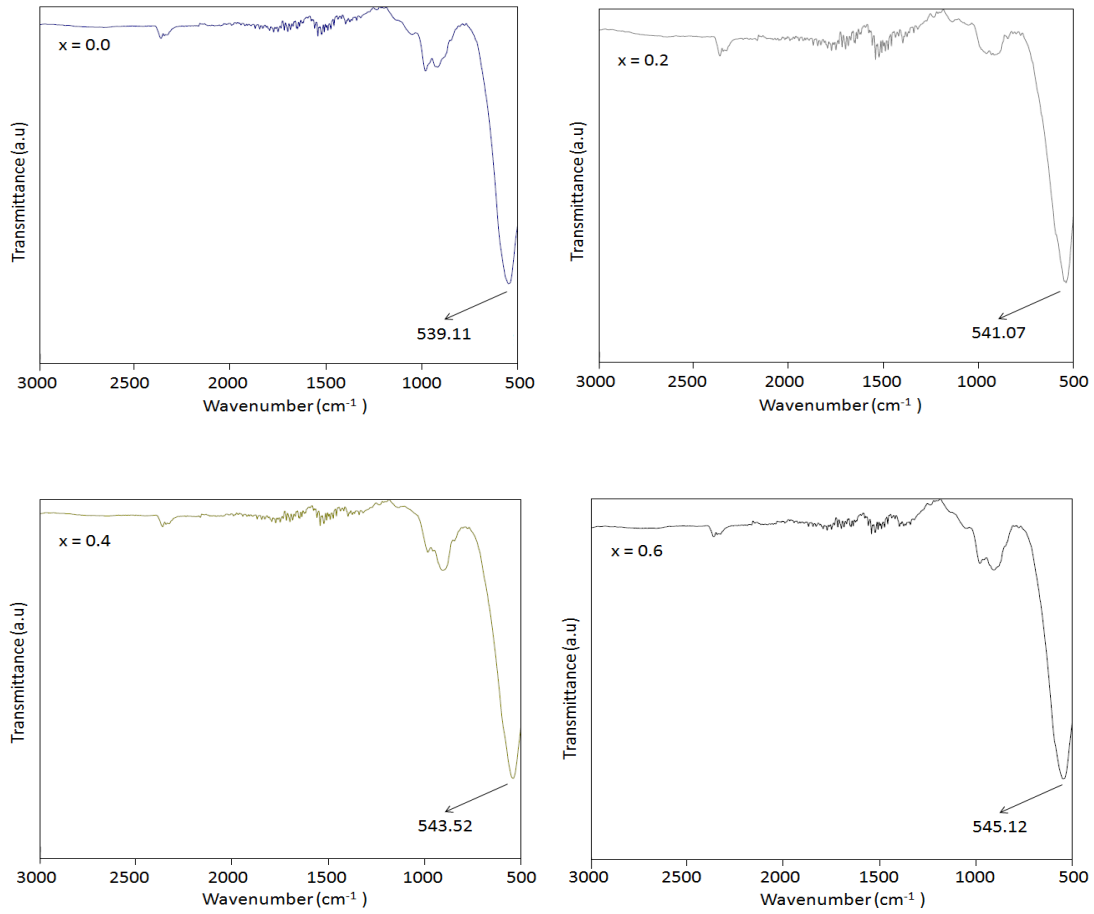 x = 0.0
Transmittance (a.u)
539.11
3000 2500 2000 1500 1000 500
Wavenumber (cm⁻¹ )
x = 0.2
Transmittance (a.u)
541.07
3000 2500 2000 1500 1000 500
Wavenumber (cm⁻¹ )
x = 0.4
Transmittance (a.u)
543.52
3000 2500 2000 1500 1000 500
Wavenumber (cm⁻¹ )
x = 0.6
Transmittance (a.u)
545.12
3000 2500 2000 1500 1000 500
Wavenumber (cm⁻¹ )